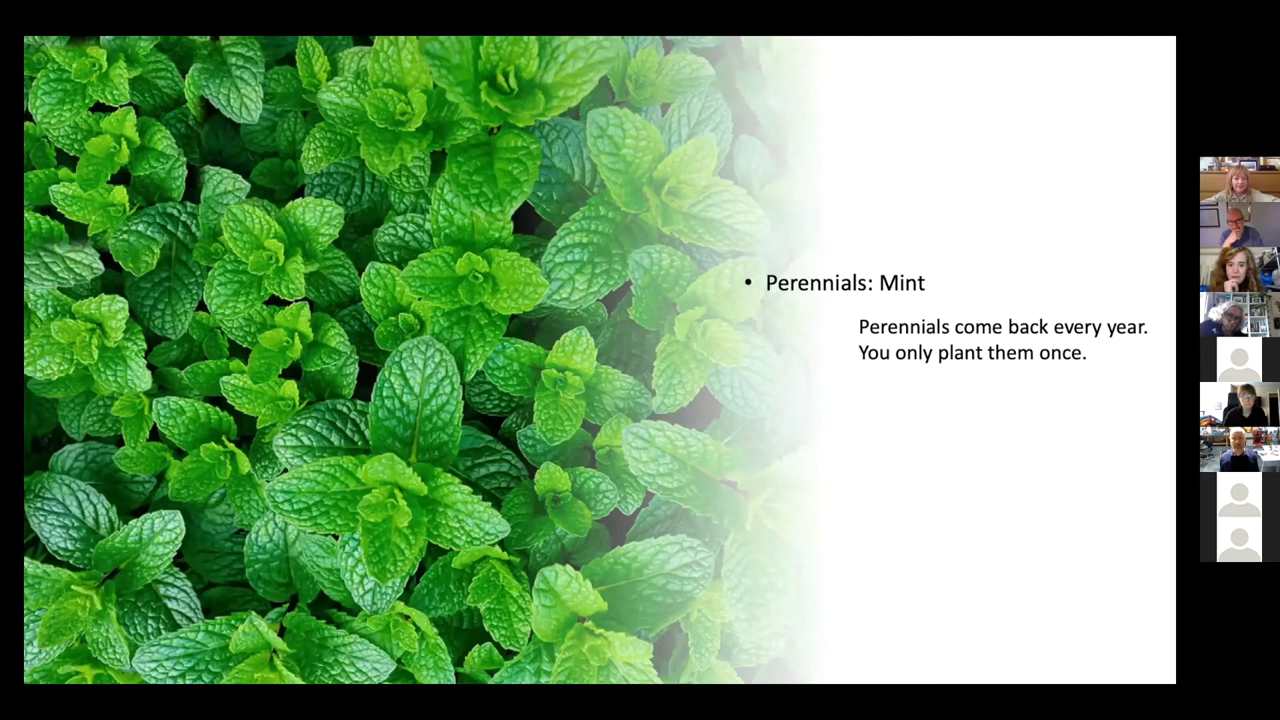 • Perennials: Mint
Perennials come back every year.
You only plant them once.